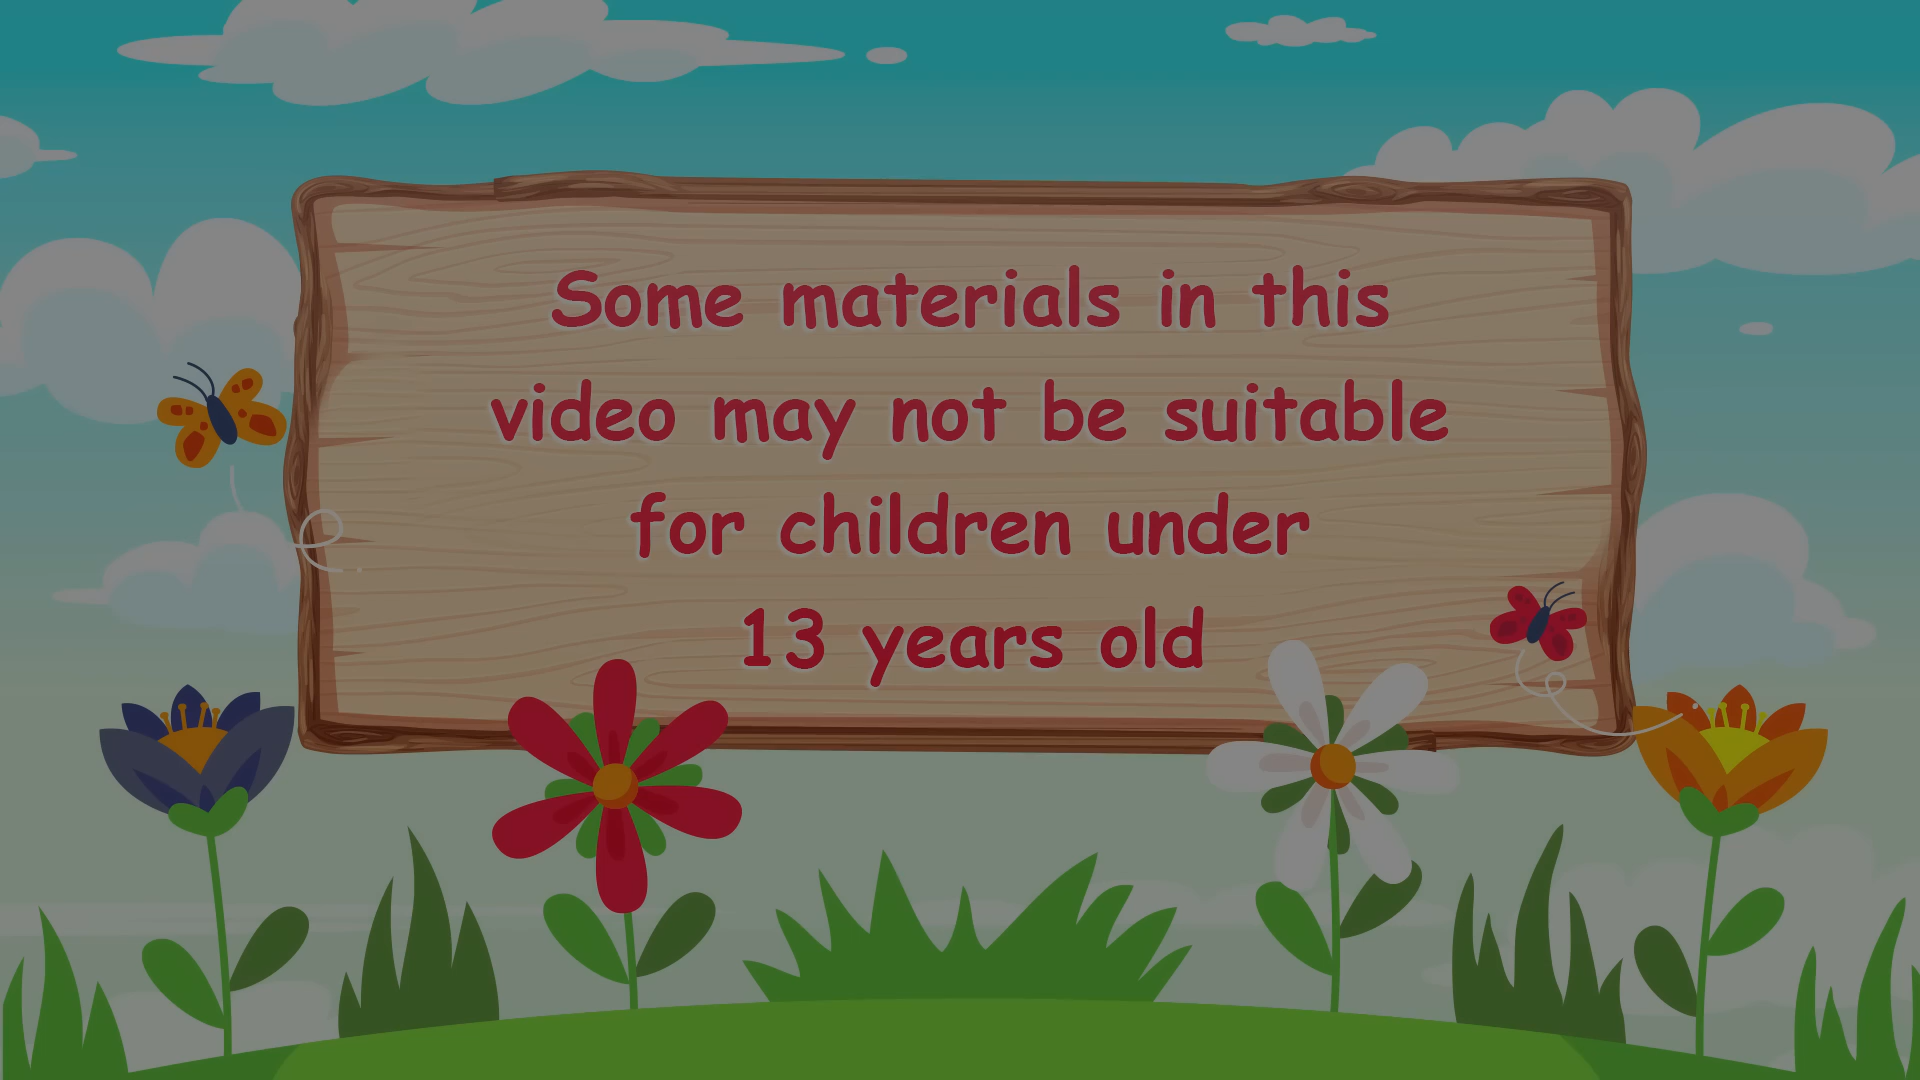 Some materials in this
video may not be suitable
for children under
13 years old